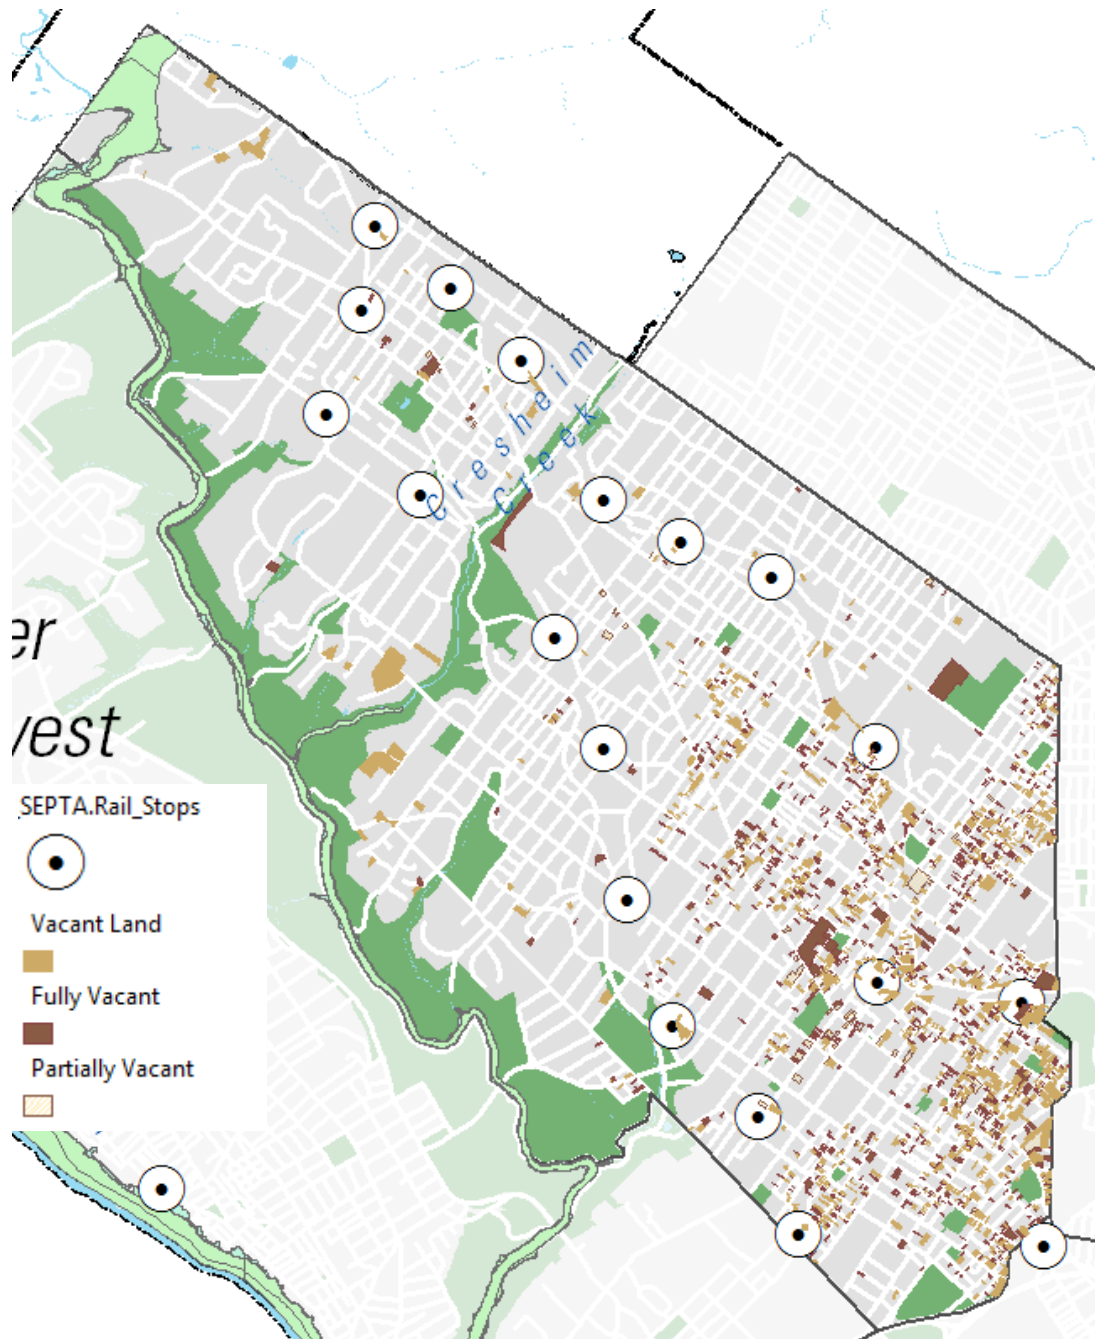 Cresheim
Creek
er
vest
SEPTA.Rail_Stops
Vacant Land
Fully Vacant
Partially Vacant